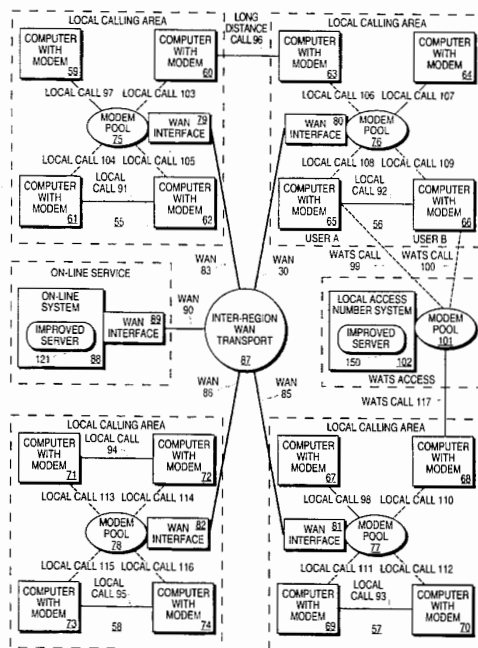 LOCAL CALLING AREA
COMPUTER
WITH MODEM
59
COMPUTER
WITH MODEM
60
LOCAL CALL 97
LOCAL CALL 103
MODEM
POOL
75
79
WAN
INTERFACE
LOCAL CALL 104
LOCAL CALL 105
COMPUTER
WITH
MODEM
61
LOCAL
CALL 91
COMPUTER
WITH
MODEM
62
55
LONG
DISTANCE
CALL 96
LOCAL CALLING AREA
COMPUTER
WITH MODEM
63
COMPUTER
WITH MODEM
64
LOCAL CALL 106
LOCAL CALL 107
80
WAN
INTERFACE
MODEM
POOL
76
LOCAL CALL 108
LOCAL CALL 109
COMPUTER
WITH
MODEM
65
LOCAL
CALL 92
COMPUTER
WITH
MODEM
66
56
USER A
USER B
WATS CALL
99
WATS CALL
100
WAN
83
WAN
30
ON-LINE SERVICE
ON-LINE
SYSTEM
IMPROVED
SERVER
121
88
89
WAN
INTERFACE
WAN
90
INTER-REGION
WAN
TRANSPORT
87
LOCAL ACCESS
NUMBER SYSTEM
IMPROVED
SERVER
150
102
MODEM
POOL
101
WATS ACCESS
WATS CALL 117
WAN
86
WAN
85
LOCAL CALLING AREA
COMPUTER
WITH MODEM
71
LOCAL CALL
94
COMPUTER
WITH MODEM
72
LOCAL CALL 113
LOCAL CALL 114
MODEM
POOL
78
82
WAN
INTERFACE
LOCAL CALL 115
LOCAL CALL 116
COMPUTER
WITH
MODEM
73
LOCAL
CALL 95
COMPUTER
WITH
MODEM
74
58
LOCAL CALLING AREA
COMPUTER
WITH MODEM
67
COMPUTER
WITH MODEM
68
LOCAL CALL 98
LOCAL CALL 110
81
WAN
INTERFACE
MODEM
POOL
77
LOCAL CALL 111
LOCAL CALL 112
COMPUTER
WITH
MODEM
69
LOCAL
CALL 93
COMPUTER
WITH
MODEM
70
57